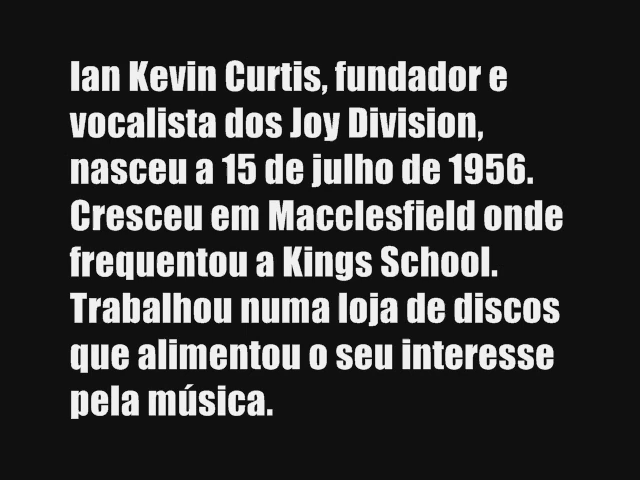 Ian Kevin Curtis, fundador e
vocalista dos Joy Division,
nasceu a 15 de julho de 1956.
Cresceu em Macclesfield onde
frequentou a Kings School.
Trabalhou numa loja de discos
que alimentou o seu interesse
pela música.